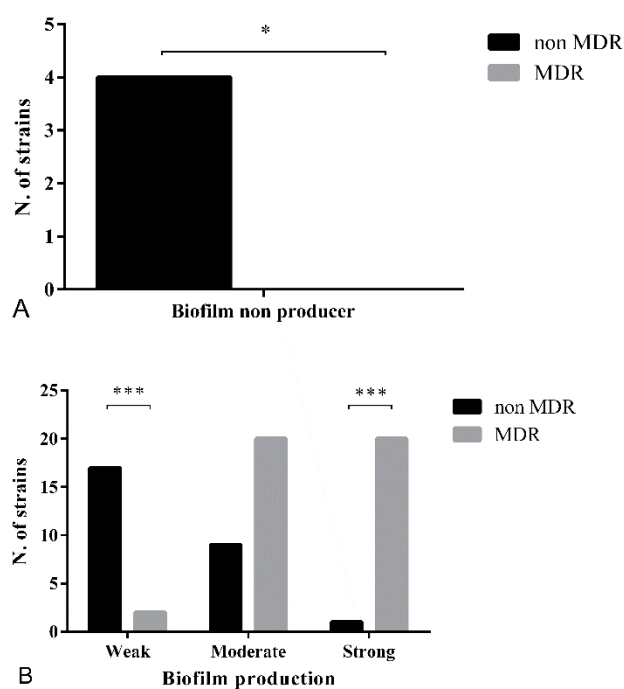 5
4
3
2
1
0
N. of strains
*
non MDR
MDR
Biofilm non producer
A
25
20
15
10
5
0
N. of strains
***
***
non MDR
MDR
Weak Moderate Strong
Biofilm production
B